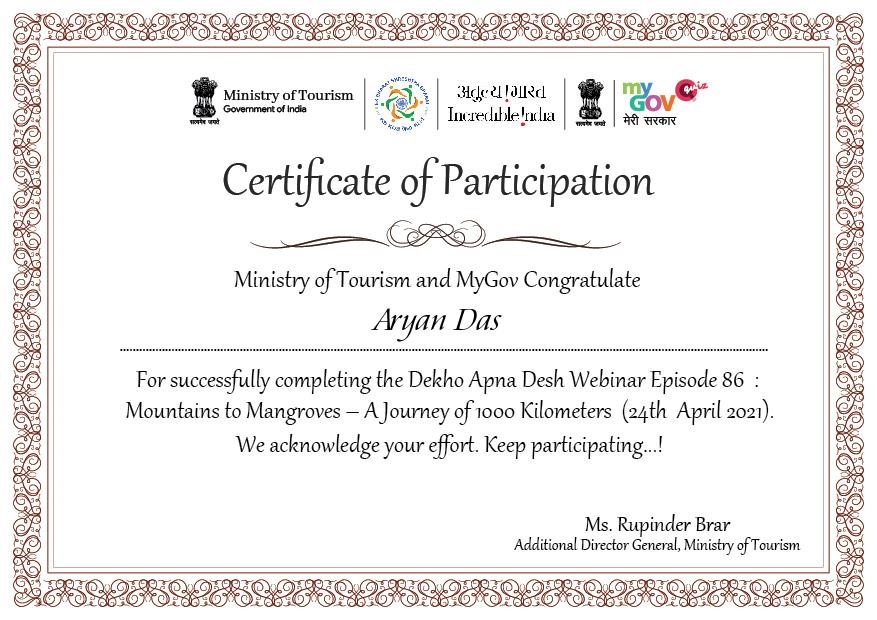 Ministry of Tourism
Government of India
सत्यमेव जयते
EK BHARAT SHRESHTHA BHARAT
अतुल्य! भारत
Incredible!ndia
सत्यमेव जयते
my
GOV
quiz
मेरी सरकार
Certificate of Participation
Ministry of Tourism and MyGov Congratulate
Aryan Das
For successfully completing the Dekho Apna Desh Webinar Episode 86 :
Mountains to Mangroves – A Journey of 1000 Kilometers (24th April 2021).
We acknowledge your effort. Keep participating...!
Ms. Rupinder Brar
Additional Director General, Ministry of Tourism